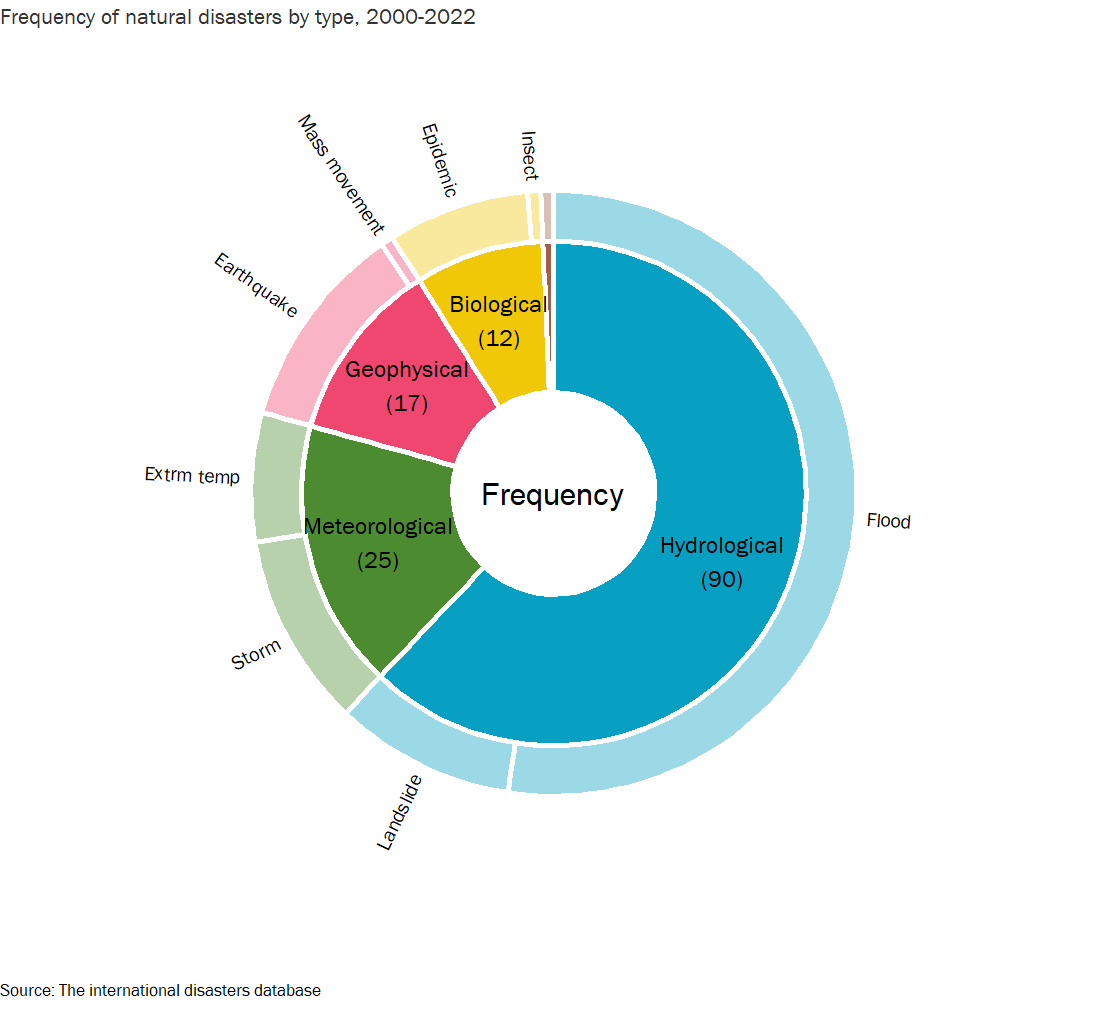 Frequency of natural disasters by type, 2000-2022
Insect
Epidemic
Mass movement
Earthquake
Biological
(12)
Geophysical
(17)
Extrm temp
Frequency
Meteorological
(25)
Flood
Hydrological
(90)
Storm
Landslide
Source: The international disasters database